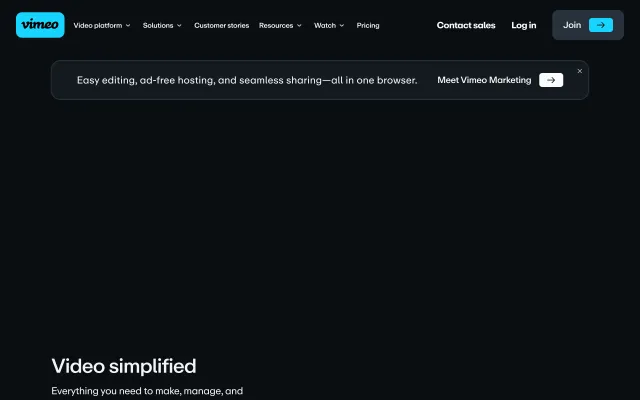 vimeo Video platform Solutions Customer stories Resources Watch Pricing Contact sales Log in Join
Easy editing, ad-free hosting, and seamless sharing—all in one browser. Meet Vimeo Marketing
Video simplified
Everything you need to make, manage, and